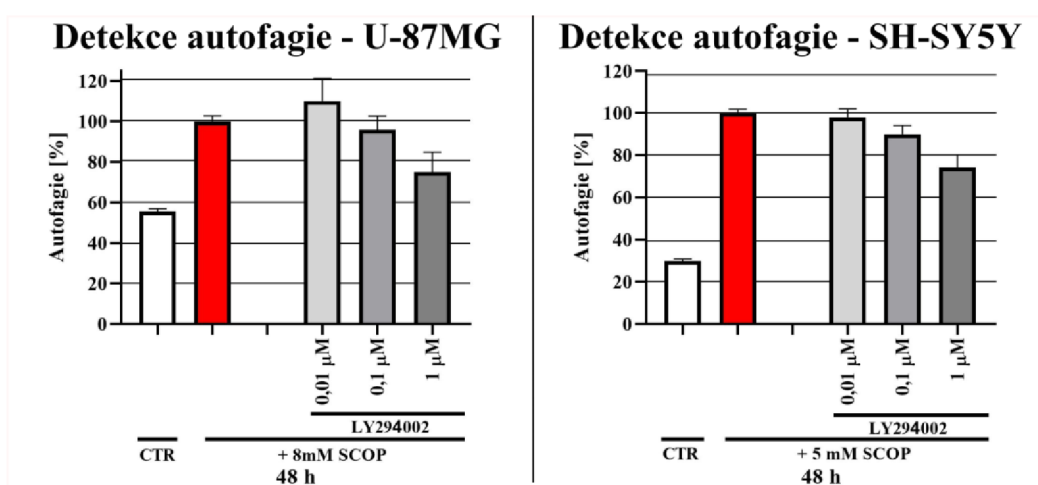 Detekce autofagie - U-87MG
Autofagie [%]
120
100
80
60
40
20
0
0,01 µM
0,1 µM
1 µM
LY294002
CTR
+ 8mM SCOP
48 h
Detekce autofagie - SH-SY5Y
Autofagie [%]
120
100
80
60
40
20
0
0,01 µM
0,1 µM
1 µM
LY294002
CTR
+ 5 mM SCOP
48 h